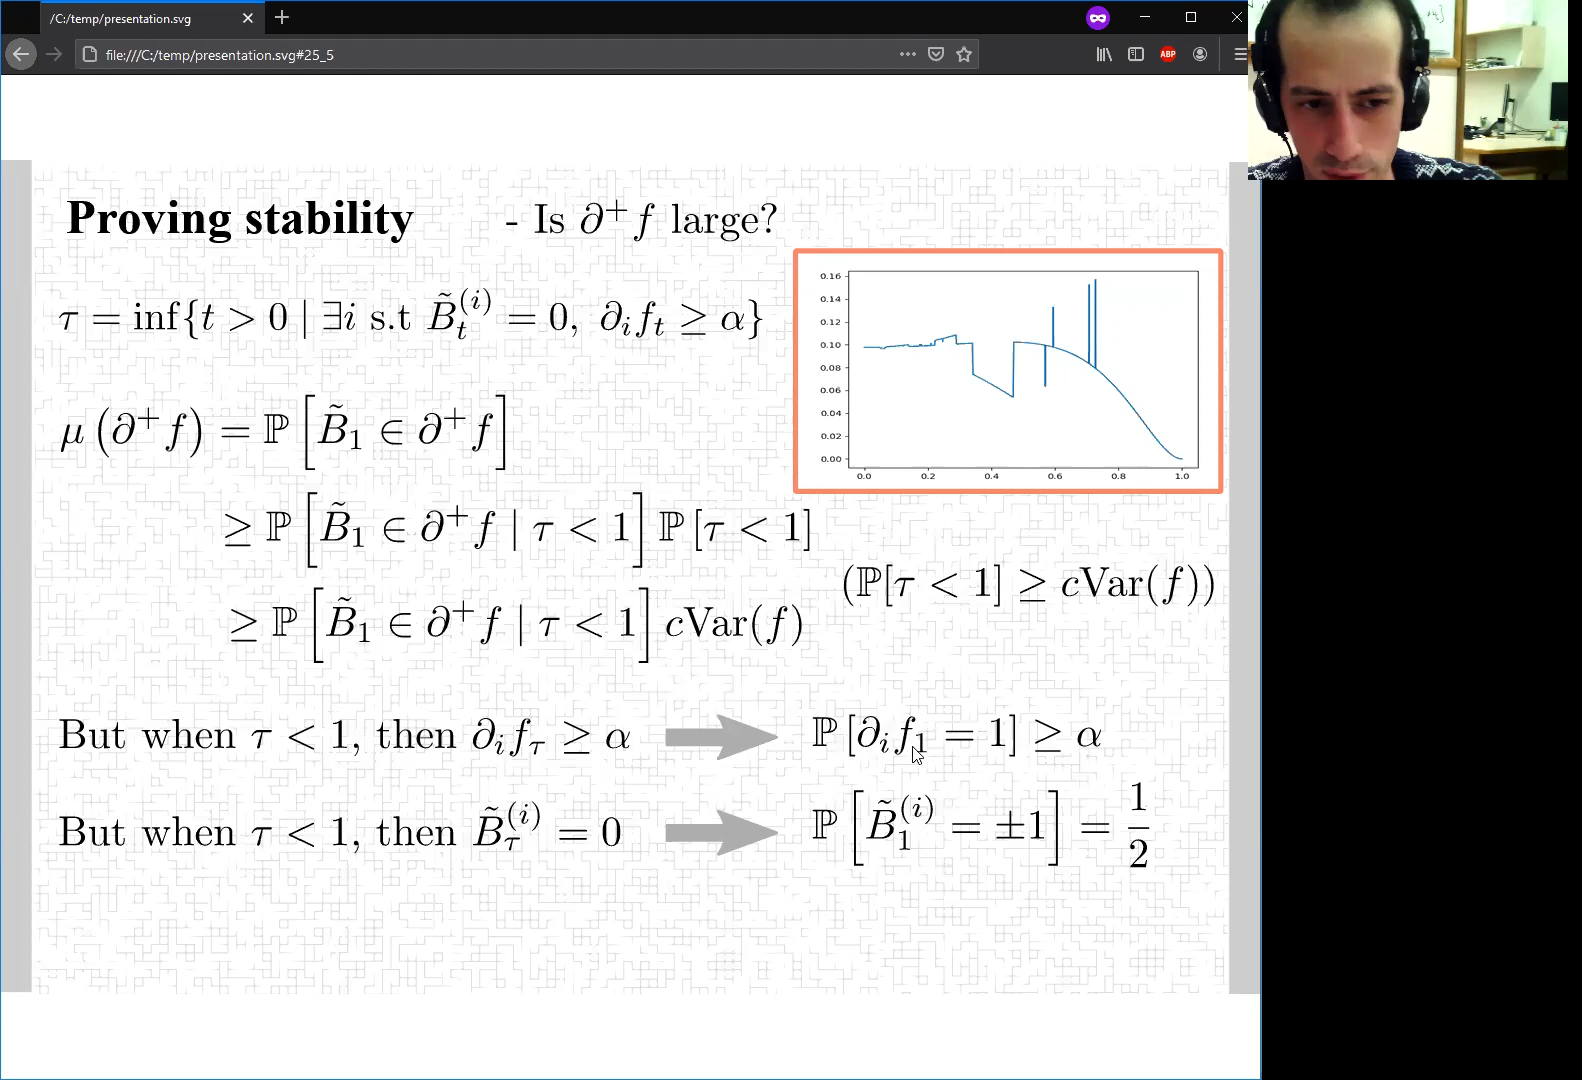 /C:/temp/presentation.svg
file:///C:/temp/presentation.svg#25_5
ABP
Proving stability - Is ∂⁺f large?
τ = inf{t > 0 | ∃i s.t B̃ₜ⁽ⁱ⁾ = 0, ∂ᵢfₜ ≥ α}
0.16
0.14
0.12
0.10
0.08
0.06
0.04
0.02
0.00
0.0 0.2 0.4 0.6 0.8 1.0
μ (∂⁺f) = ℙ [B̃₁ ∈ ∂⁺f]
≥ ℙ [B̃₁ ∈ ∂⁺f | τ < 1] ℙ [τ < 1]
(ℙ[τ < 1] ≥ cVar(f))
≥ ℙ [B̃₁ ∈ ∂⁺f | τ < 1] cVar(f)
But when τ < 1, then ∂ᵢf_τ ≥ α ℙ [∂ᵢf₁ = 1] ≥ α
But when τ < 1, then B̃_τ⁽ⁱ⁾ = 0 ℙ [B̃₁⁽ⁱ⁾ = ±1] = 1/2